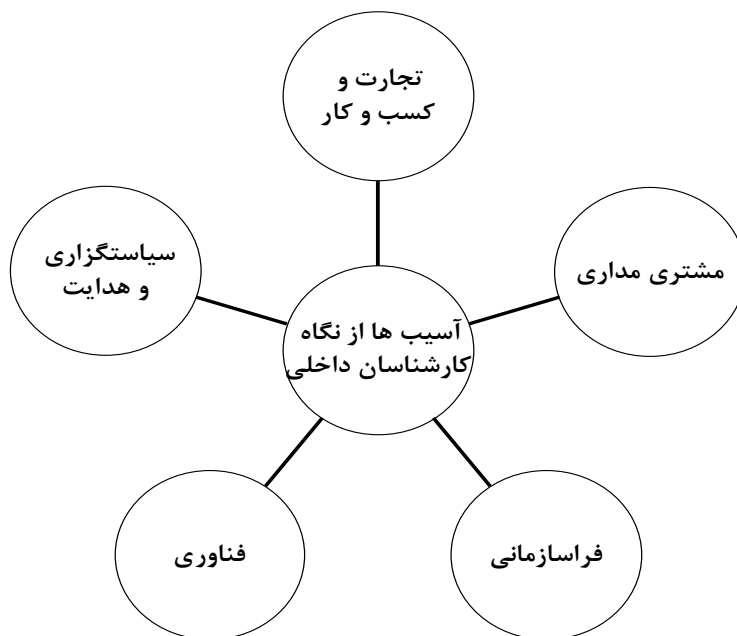 تجارت و
کسب و کار
سیاستگزاری
و هدایت
مشتری مداری
آسیب ها از نگاه
کارشناسان داخلی
فناوری
فراسازمانی